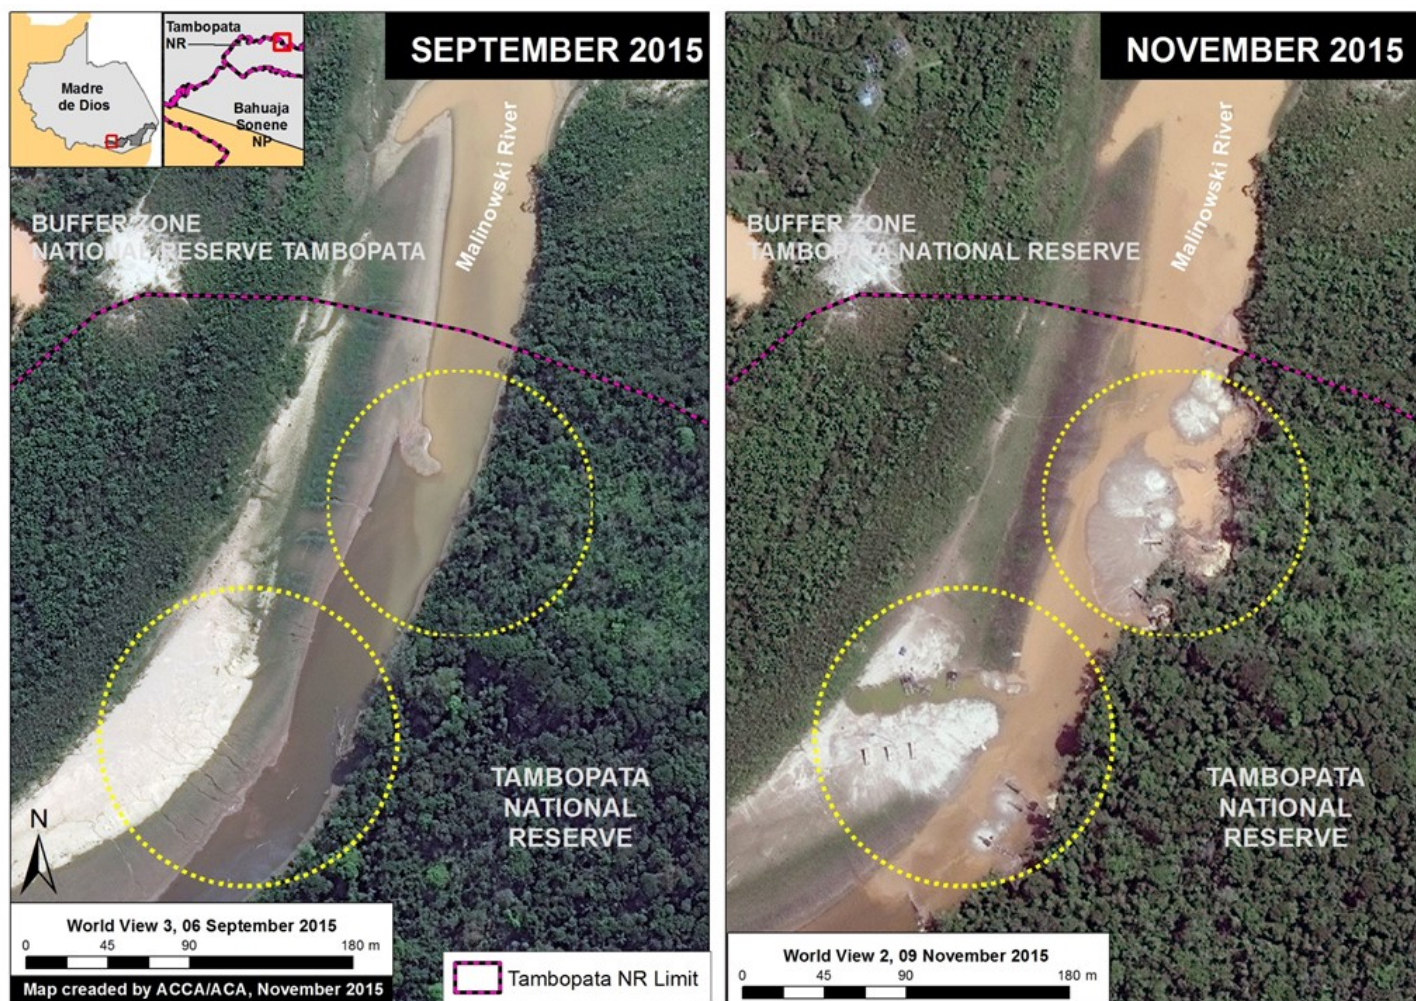 Madre
de Dios
Tambopata
NR
Bahuaja
Sonene
NP
SEPTEMBER 2015
Malinowski River
BUFFER ZONE
NATIONAL RESERVE TAMBOPATA
TAMBOPATA
NATIONAL
RESERVE
N
World View 3, 06 September 2015
0 45 90 180 m
Map creaded by ACCA/ACA, November 2015
Tambopata NR Limit
NOVEMBER 2015
Malinowski River
BUFFER ZONE
TAMBOPATA NATIONAL RESERVE
TAMBOPATA
NATIONAL
RESERVE
World View 2, 09 November 2015
0 45 90 180 m